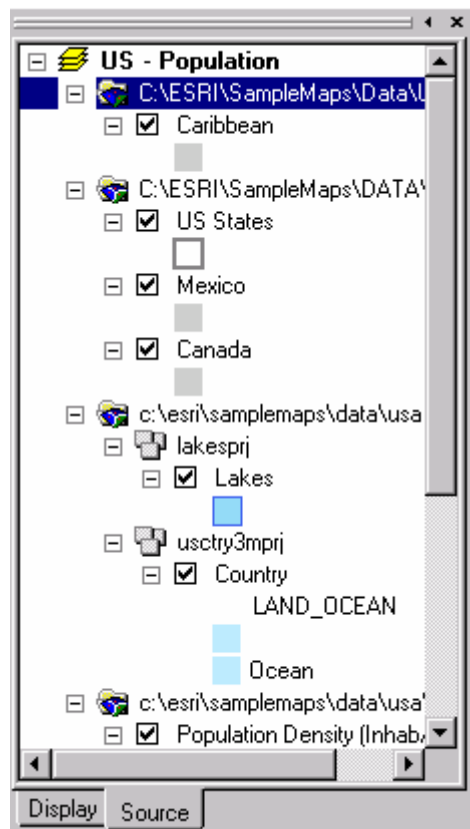 US - Population
C:\ESRI\SampleMaps\Data\
Caribbean
C:\ESRI\SampleMaps\DATA\
US States
Mexico
Canada
c:\esri\samplemaps\data\usa
lakesprj
Lakes
usctry3mprj
Country
LAND_OCEAN
Ocean
c:\esri\samplemaps\data\usa\
Population Density (Inhab
Display Source